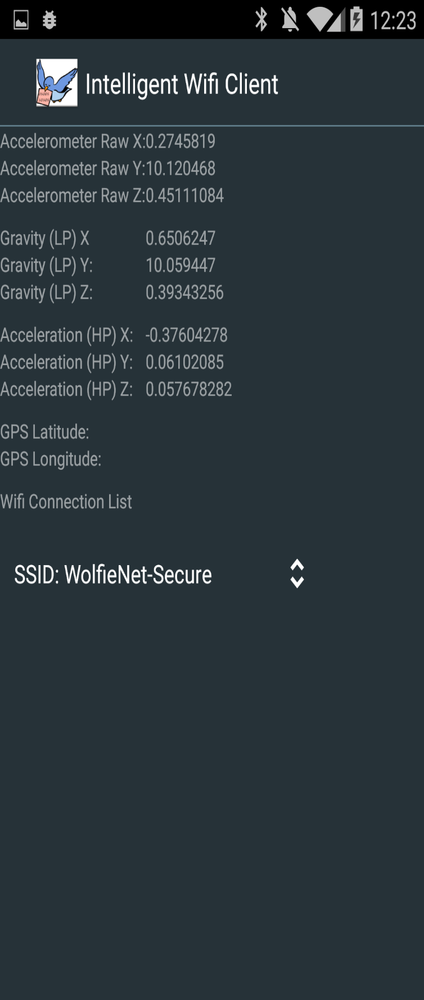 12:23
01001
10101
Intelligent Wifi Client
Accelerometer Raw X:0.2745819
Accelerometer Raw Y:10.120468
Accelerometer Raw Z:0.45111084
Gravity (LP) X 0.6506247
Gravity (LP) Y: 10.059447
Gravity (LP) Z: 0.39343256
Acceleration (HP) X: -0.37604278
Acceleration (HP) Y: 0.06102085
Acceleration (HP) Z: 0.057678282
GPS Latitude:
GPS Longitude:
Wifi Connection List
SSID: WolfieNet-Secure